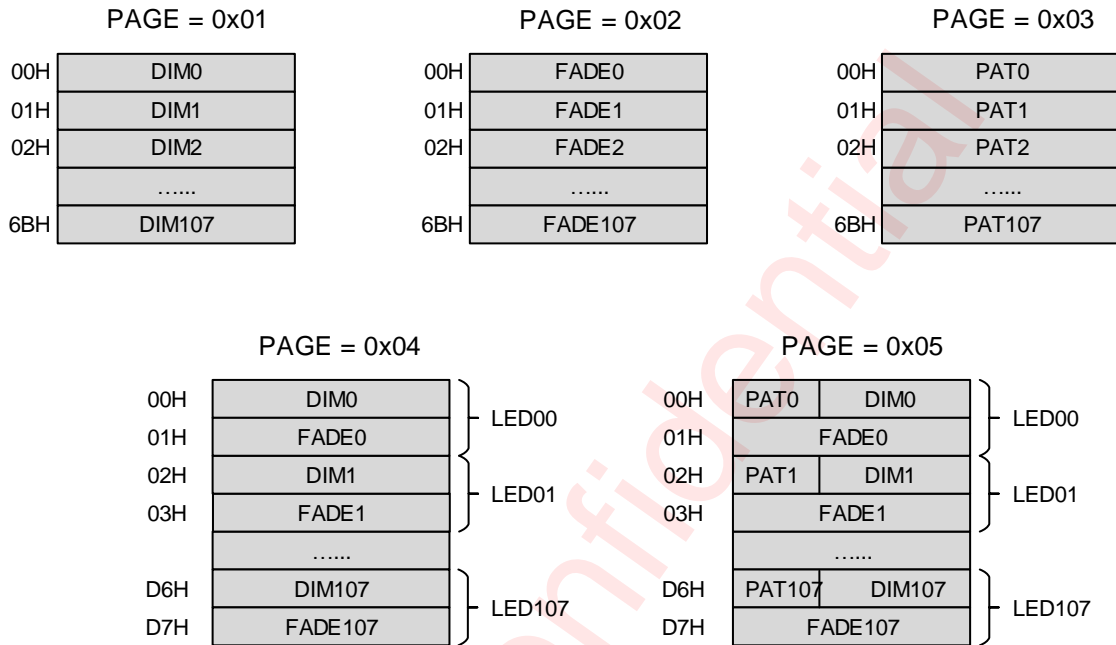 PAGE = 0x01 PAGE = 0x02 PAGE = 0x03
00H DIM0 00H FADE0 00H PAT0
01H DIM1 01H FADE1 01H PAT1
02H DIM2 02H FADE2 02H PAT2
…... …... …...
6BH DIM107 6BH FADE107 6BH PAT107
PAGE = 0x04 PAGE = 0x05
00H DIM0 LED00 00H PAT0 DIM0 LED00
01H FADE0 01H FADE0
02H DIM1 LED01 02H PAT1 DIM1 LED01
03H FADE1 03H FADE1
…... …...
D6H DIM107 LED107 D6H PAT107 DIM107 LED107
D7H FADE107 D7H FADE107
nfidential